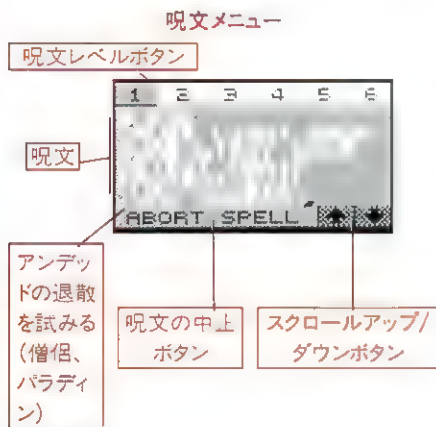 呪文メニュー
呪文レベルボタン
1 2 3 4 5 6
呪文
ABORT SPELL
アンデッ
ドの退散
を試みる
(僧侶、
パラディ
ン)
呪文の中止
ボタン
スクロールアップ/
ダウンボタン